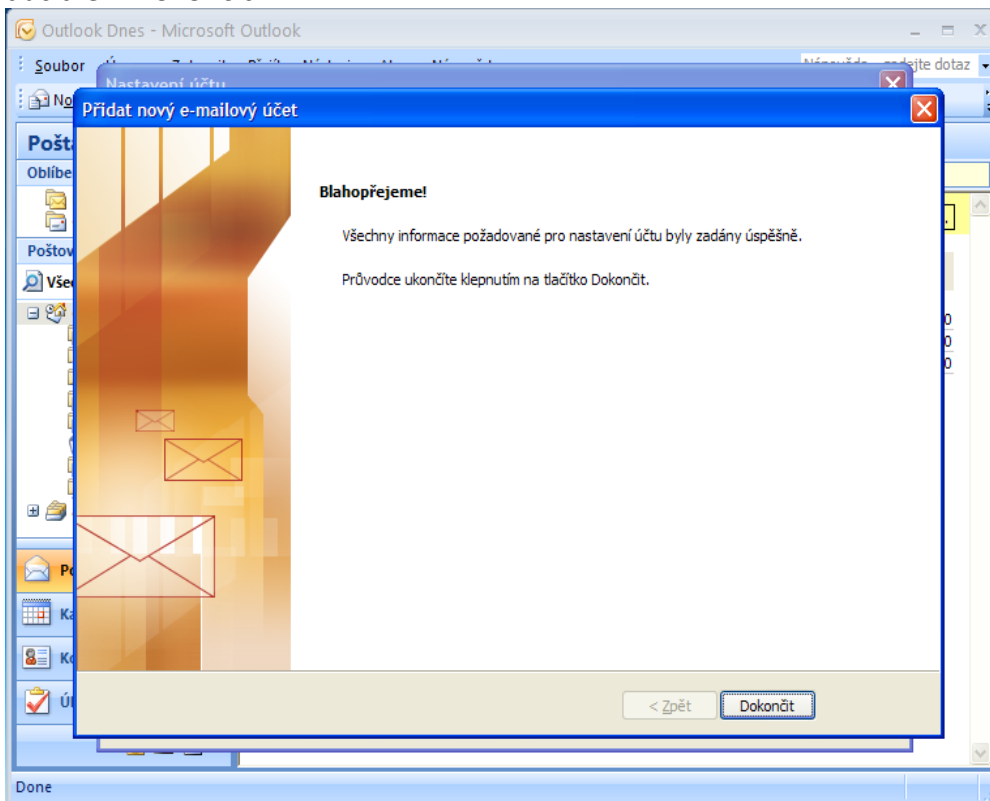 Outlook Dnes - Microsoft Outlook
Soubor
Nastavení účtu
Přidat nový e-mailový účet
Blahopřejeme!
Všechny informace požadované pro nastavení účtu byly zadány úspěšně.
Průvodce ukončíte klepnutím na tlačítko Dokončit.
< Zpět
Dokončit
Done